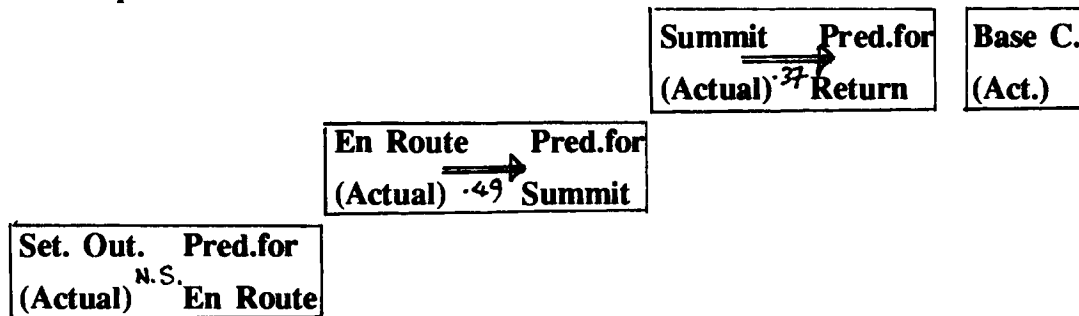 Summit Pred.for
(Actual) .37 Return
Base C.
(Act.)
En Route Pred.for
(Actual) .49 Summit
Set. Out. Pred.for
N.S.
(Actual) En Route